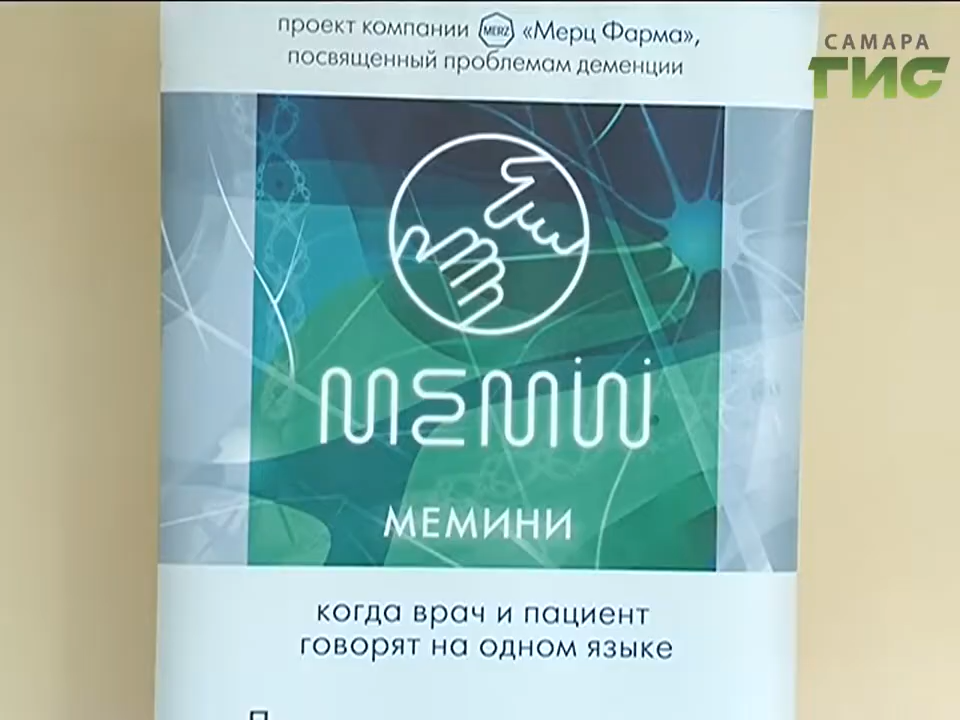 проект компании MERZ «Мерц Фарма»,
посвященный проблемам деменции
САМАРА
ГИС
MEMINI
МЕМИНИ
когда врач и пациент
говорят на одном языке